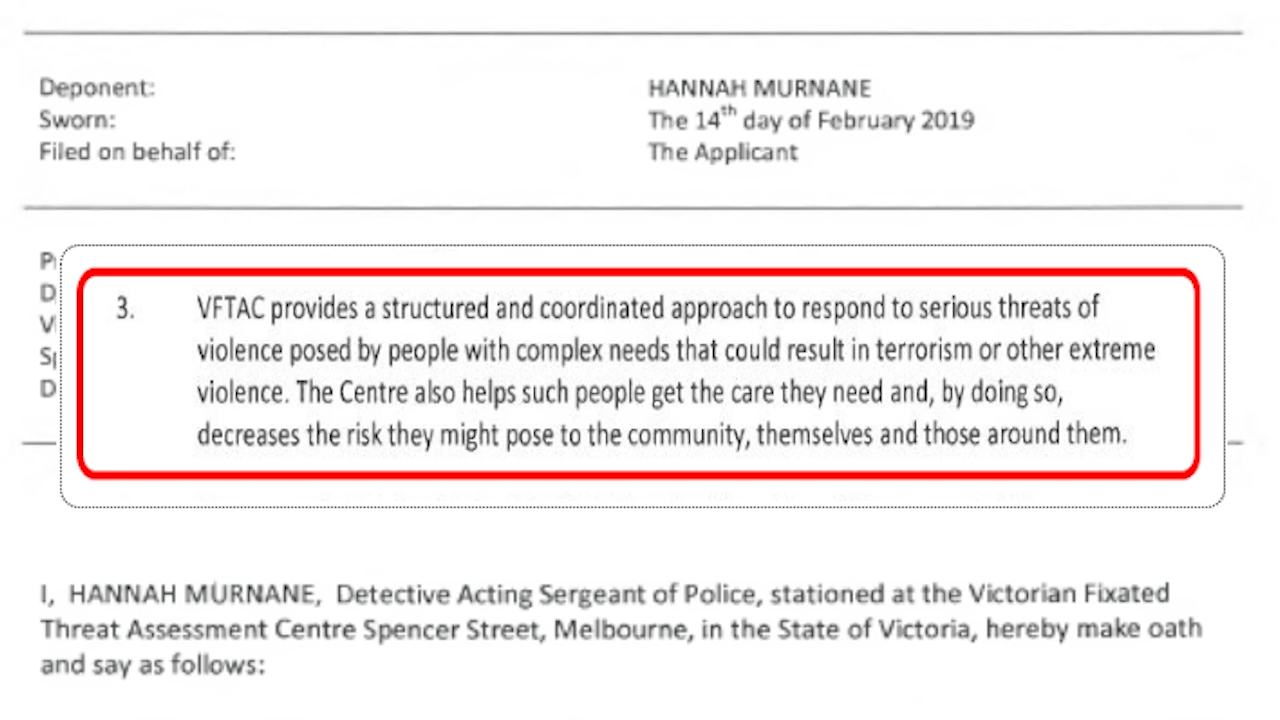 Deponent: HANNAH MURNANE
Sworn: The 14th day of February 2019
Filed on behalf of: The Applicant
3. VFTAC provides a structured and coordinated approach to respond to serious threats of
violence posed by people with complex needs that could result in terrorism or other extreme
violence. The Centre also helps such people get the care they need and, by doing so,
decreases the risk they might pose to the community, themselves and those around them.
I, HANNAH MURNANE, Detective Acting Sergeant of Police, stationed at the Victorian Fixated
Threat Assessment Centre Spencer Street, Melbourne, in the State of Victoria, hereby make oath
and say as follows: